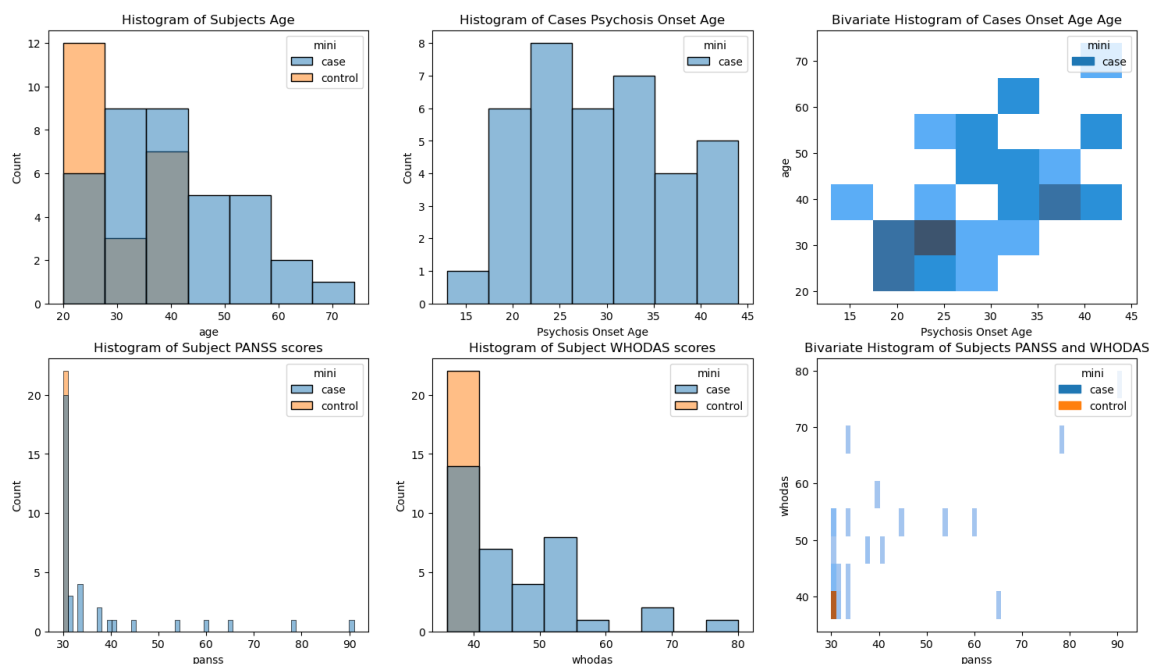 Histogram of Subjects Age
12
10
8
6
4
2
0
Count
20 30 40 50 60 70
age
mini
case
control
Histogram of Cases Psychosis Onset Age
8
7
6
5
4
3
2
1
0
Count
15 20 25 30 35 40 45
Psychosis Onset Age
mini
case
Bivariate Histogram of Cases Onset Age Age
70
60
50
40
30
20
age
15 20 25 30 35 40 45
Psychosis Onset Age
mini
case
Histogram of Subject PANSS scores
20
15
10
5
0
Count
30 40 50 60 70 80 90
panss
mini
case
control
Histogram of Subject WHODAS scores
20
15
10
5
0
Count
40 50 60 70 80
whodas
mini
case
control
Bivariate Histogram of Subjects PANSS and WHODAS
80
70
60
50
40
whodas
30 40 50 60 70 80 90
panss
mini
case
control